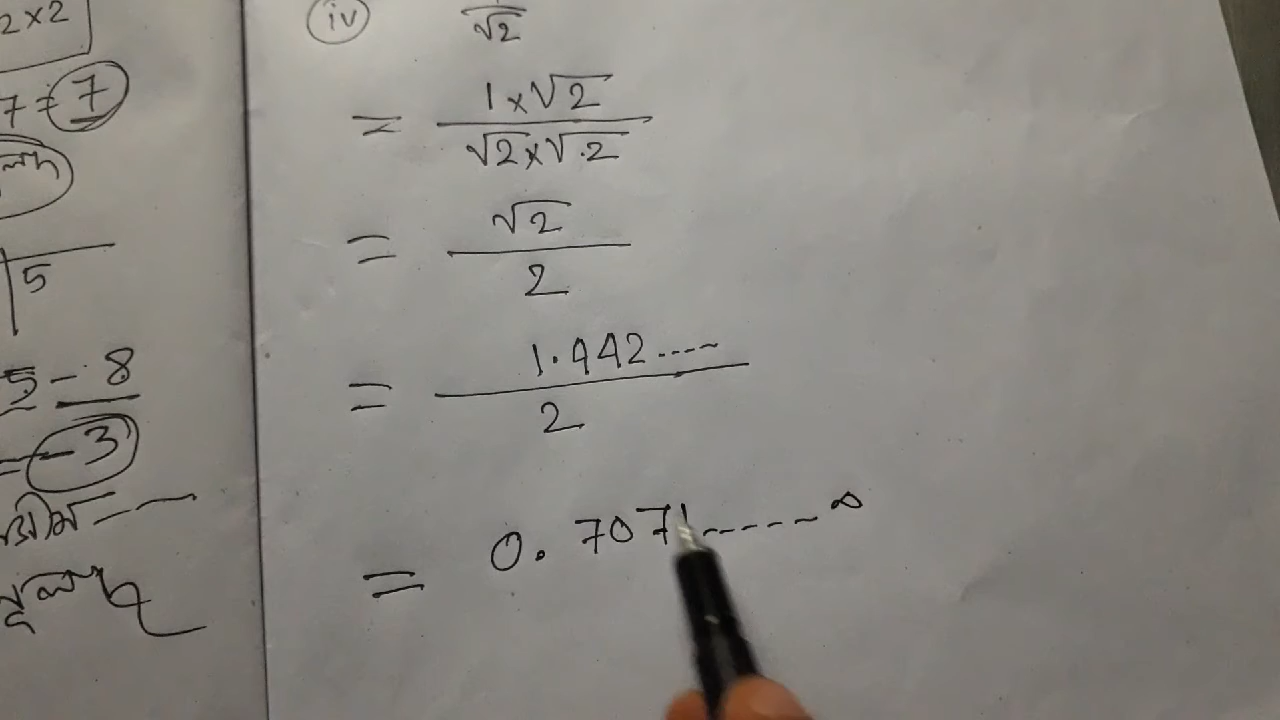 2×2
7 = 7
5
5 - 8
= - 3
(iv) 1/√2
= 1×√2 / √2×√.2
= √2 / 2
= 1.442---- / 2
= 0.7071-----∞